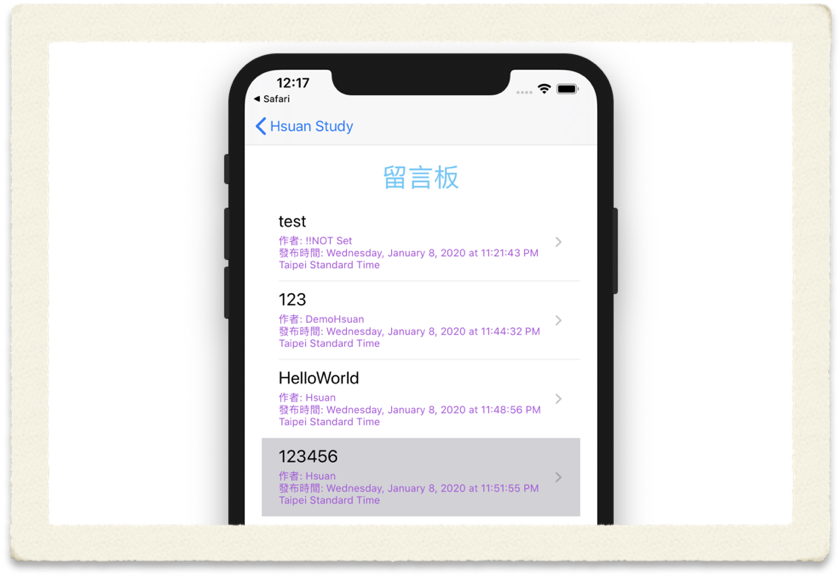 12:17
◀ Safari
Hsuan Study
留言板
test
作者: !!NOT Set
發布時間: Wednesday, January 8, 2020 at 11:21:43 PM
Taipei Standard Time
123
作者: DemoHsuan
發布時間: Wednesday, January 8, 2020 at 11:44:32 PM
Taipei Standard Time
HelloWorld
作者: Hsuan
發布時間: Wednesday, January 8, 2020 at 11:48:56 PM
Taipei Standard Time
123456
作者: Hsuan
發布時間: Wednesday, January 8, 2020 at 11:51:55 PM
Taipei Standard Time